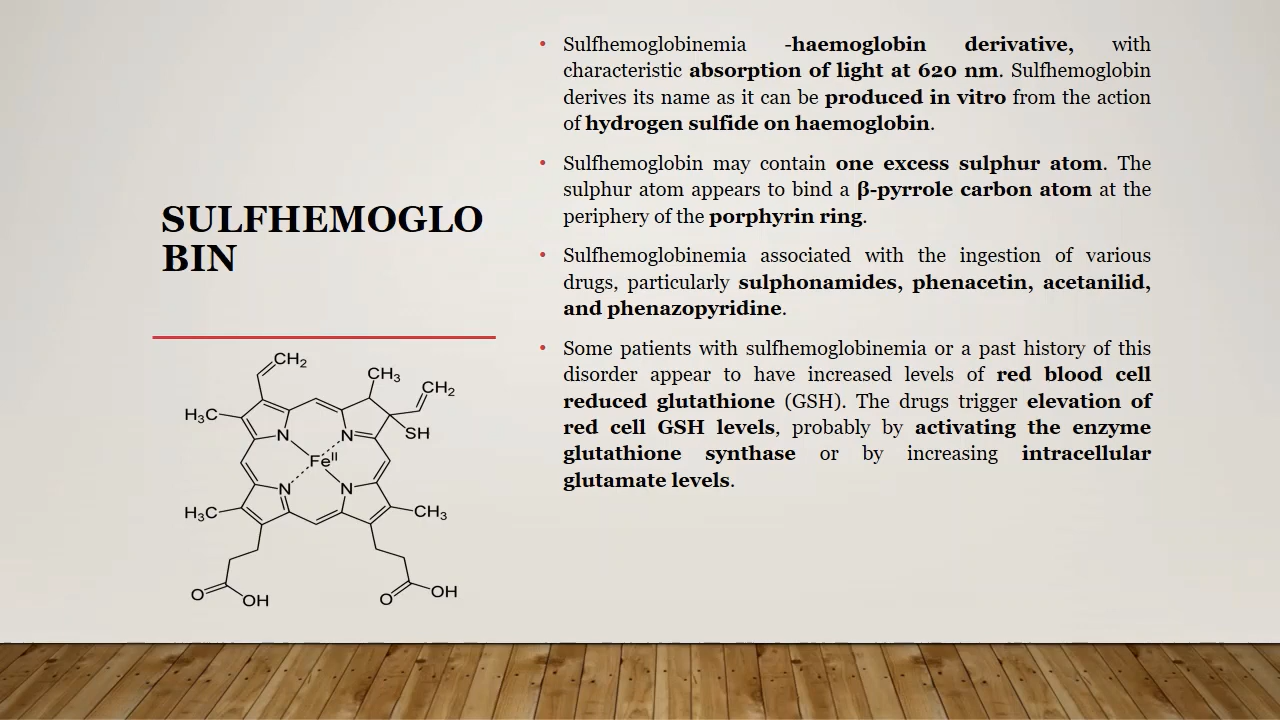 SULFHEMOGLO
BIN
• Sulfhemoglobinemia -haemoglobin derivative, with
characteristic absorption of light at 620 nm. Sulfhemoglobin
derives its name as it can be produced in vitro from the action
of hydrogen sulfide on haemoglobin.
• Sulfhemoglobin may contain one excess sulphur atom. The
sulphur atom appears to bind a β-pyrrole carbon atom at the
periphery of the porphyrin ring.
• Sulfhemoglobinemia associated with the ingestion of various
drugs, particularly sulphonamides, phenacetin, acetanilid,
and phenazopyridine.
• Some patients with sulfhemoglobinemia or a past history of this
disorder appear to have increased levels of red blood cell
reduced glutathione (GSH). The drugs trigger elevation of
red cell GSH levels, probably by activating the enzyme
glutathione synthase or by increasing intracellular
glutamate levels.
CH₂
CH₃
CH₂
H₃C
SH
N
N
Feᴵᴵ
N
N
H₃C
CH₃
O
OH
O
OH